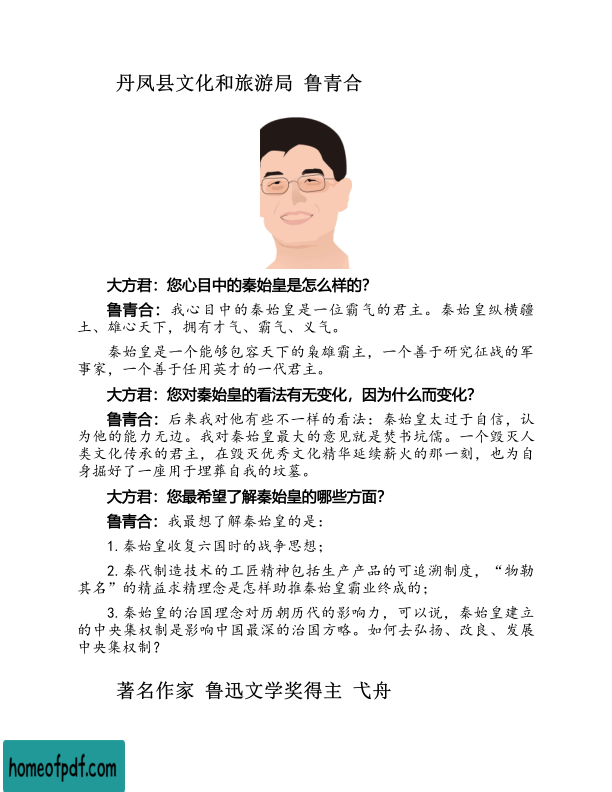 丹凤县文化和旅游局 鲁青合
大方君：您心目中的秦始皇是怎么样的？
鲁青合：我心目中的秦始皇是一位霸气的君主。秦始皇纵横疆
土、雄心天下，拥有才气、霸气、义气。
秦始皇是一个能够包容天下的枭雄霸主，一个善于研究征战的军
事家，一个善于任用英才的一代君主。
大方君：您对秦始皇的看法有无变化，因为什么而变化？
鲁青合：后来我对他有些不一样的看法：秦始皇太过于自信，认
为他的能力无边。我对秦始皇最大的意见就是焚书坑儒。一个毁灭人
类文化传承的君主，在毁灭优秀文化精华延续薪火的那一刻，也为自
身掘好了一座用于埋葬自我的坟墓。
大方君：您最希望了解秦始皇的哪些方面？
鲁青合：我最想了解秦始皇的是：
1.秦始皇收复六国时的战争思想；
2.秦代制造技术的工匠精神包括生产产品的可追溯制度，“物勒
其名”的精益求精理念是怎样助推秦始皇霸业终成的；
3.秦始皇的治国理念对历朝历代的影响力，可以说，秦始皇建立
的中央集权制是影响中国最深的治国方略。如何去弘扬、改良、发展
中央集权制？
著名作家 鲁迅文学奖得主 弋舟
homeofpdf.com